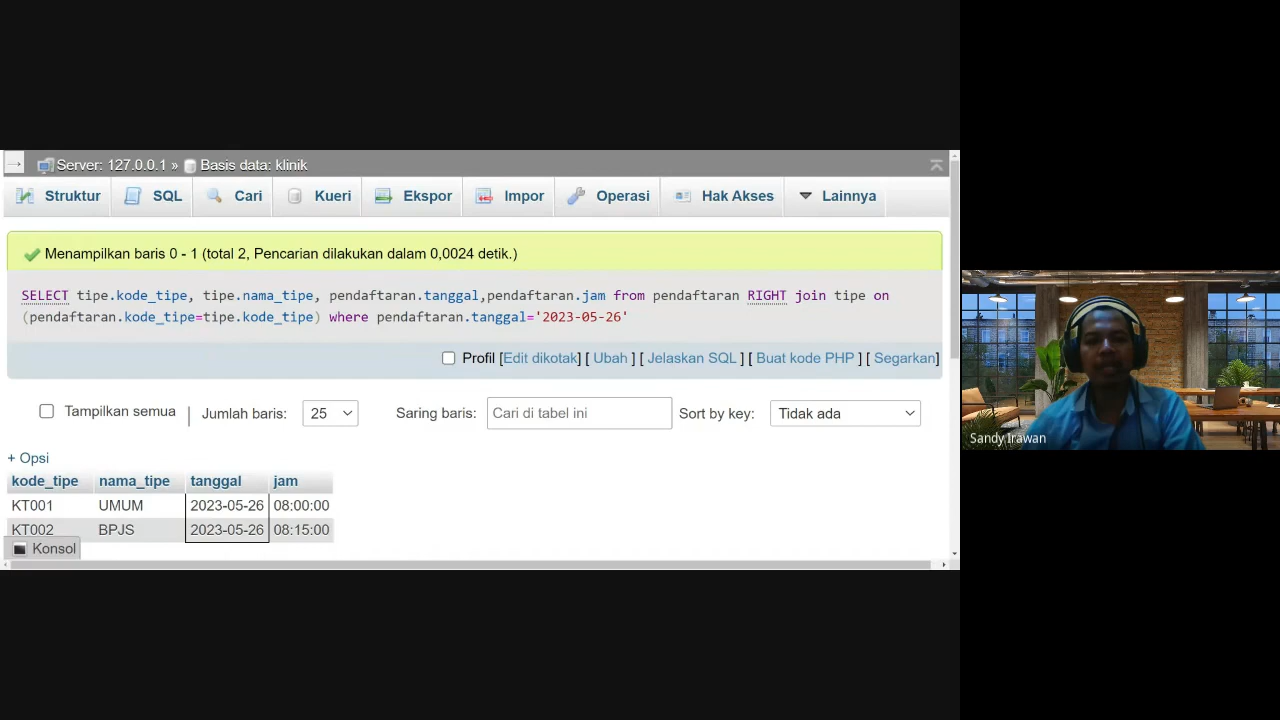 Server: 127.0.0.1 » Basis data: klinik
Struktur SQL Cari Kueri Ekspor Impor Operasi Hak Akses Lainnya
Menampilkan baris 0 - 1 (total 2, Pencarian dilakukan dalam 0,0024 detik.)
SELECT tipe.kode_tipe, tipe.nama_tipe, pendaftaran.tanggal,pendaftaran.jam from pendaftaran RIGHT join tipe on
(pendaftaran.kode_tipe=tipe.kode_tipe) where pendaftaran.tanggal='2023-05-26'
Profil [Edit dikotak] [ Ubah ] [ Jelaskan SQL ] [ Buat kode PHP ] [ Segarkan]
Tampilkan semua | Jumlah baris: 25 Saring baris: Cari di tabel ini Sort by key: Tidak ada
+ Opsi
kode_tipe nama_tipe tanggal jam
KT001 UMUM 2023-05-26 08:00:00
KT002 BPJS 2023-05-26 08:15:00
Konsol
Sandy Irawan